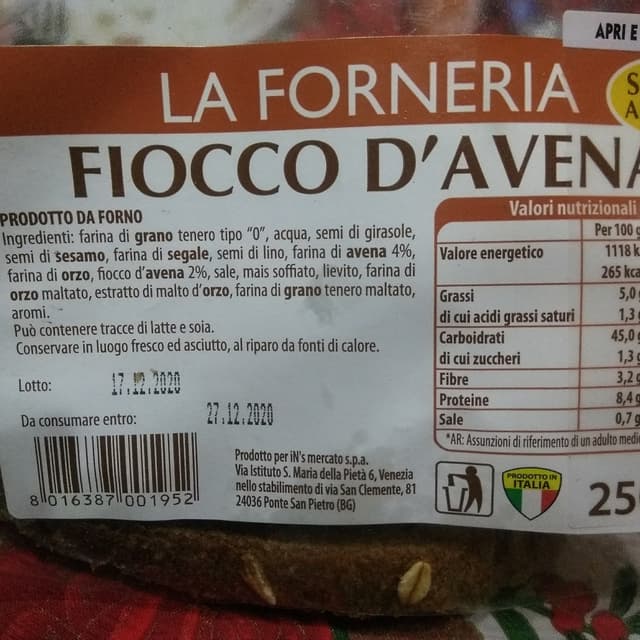 APRI E
LA FORNERIA
S
A
FIOCCO D'AVENA
PRODOTTO DA FORNO
Ingredienti: farina di grano tenero tipo "0", acqua, semi di girasole,
semi di sesamo, farina di segale, semi di lino, farina di avena 4%,
farina di orzo, fiocco d'avena 2%, sale, mais soffiato, lievito, farina di
orzo maltato, estratto di malto d'orzo, farina di grano tenero maltato,
aromi.
Può contenere tracce di latte e soia.
Conservare in luogo fresco ed asciutto, al riparo da fonti di calore.
Lotto: 17.12.2020
Da consumare entro: 27.12.2020
8 016387 001952
Prodotto per iN's mercato s.p.a.
Via Istituto S. Maria della Pietà 6, Venezia
nello stabilimento di via San Clemente, 81
24036 Ponte San Pietro (BG)
Valori nutrizionali
Per 100 g
Valore energetico 1118 k
265 kca
Grassi 5,0
di cui acidi grassi saturi 1,3
Carboidrati 45,0
di cui zuccheri 1,3
Fibre 3,2
Proteine 8,4
Sale 0,7
*AR: Assunzioni di riferimento di un adulto medi
PRODOTTO IN
ITALIA
25